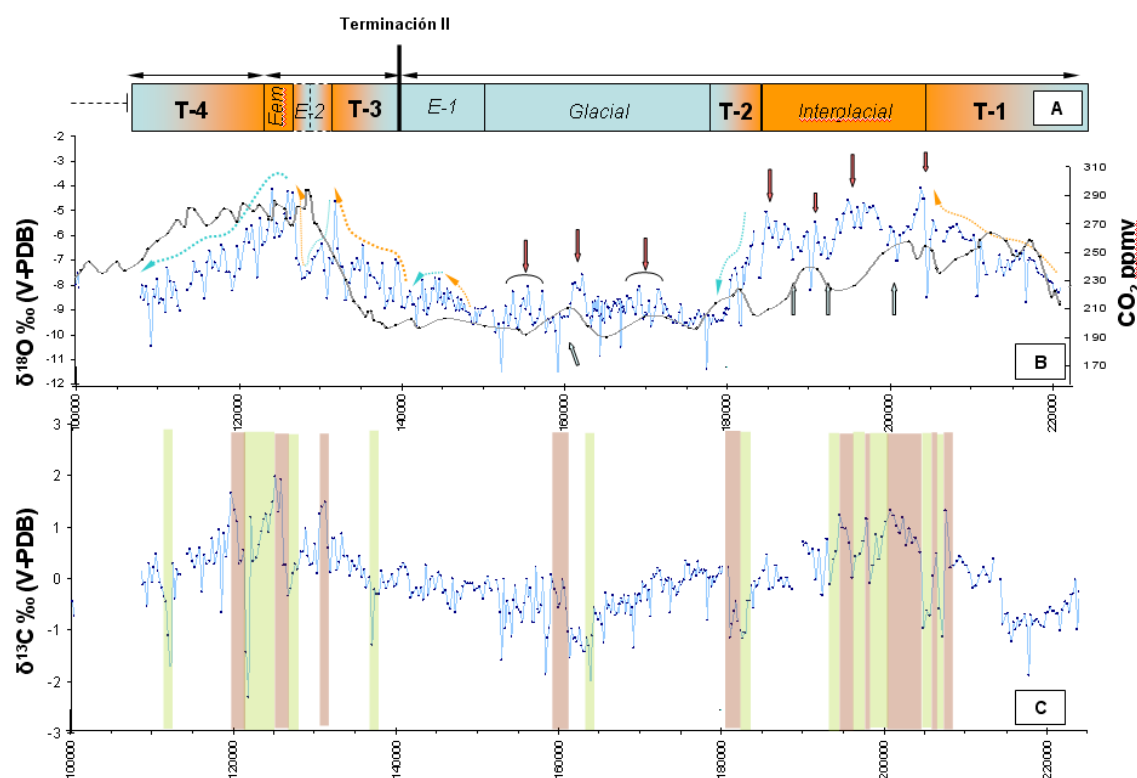 Terminación II
T-4 Eem E-2 T-3 E-1 Glacial T-2 Interglacial T-1 A
-2
-3
-4
-5
-6
-7
-8
-9
-10
-11
-12
δ18O ‰ (V-PDB)
310
290
270
250
230
210
190
170
CO2 ppmv
B
100000 120000 140000 160000 180000 200000 220000
3
2
1
0
-1
-2
-3
δ13C ‰ (V-PDB)
C
100000 120000 140000 160000 180000 200000 220000